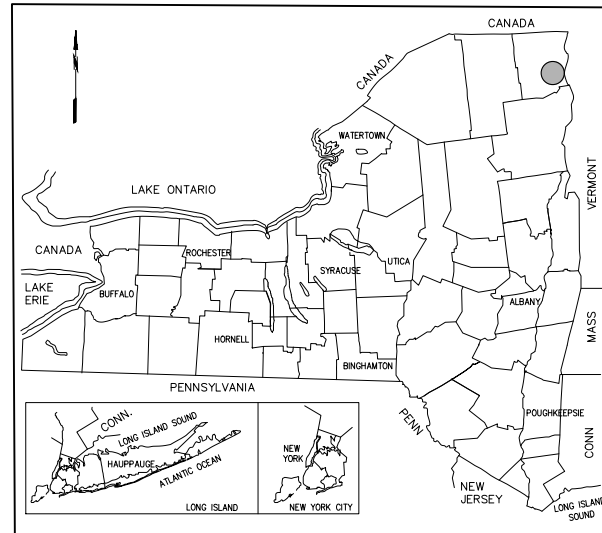 CANADA
CANADA
WATERTOWN
VERMONT
LAKE ONTARIO
CANADA
ROCHESTER
UTICA
SYRACUSE
LAKE
ERIE
BUFFALO
ALBANY
MASS
HORNELL
BINGHAMTON
PENNSYLVANIA
PENN
POUGHKEEPSIE
CONN
CONN.
LONG ISLAND SOUND
HAUPPAUGE
ATLANTIC OCEAN
LONG ISLAND
NEW
YORK
NEW YORK CITY
NEW
JERSEY
LONG ISLAND
SOUND